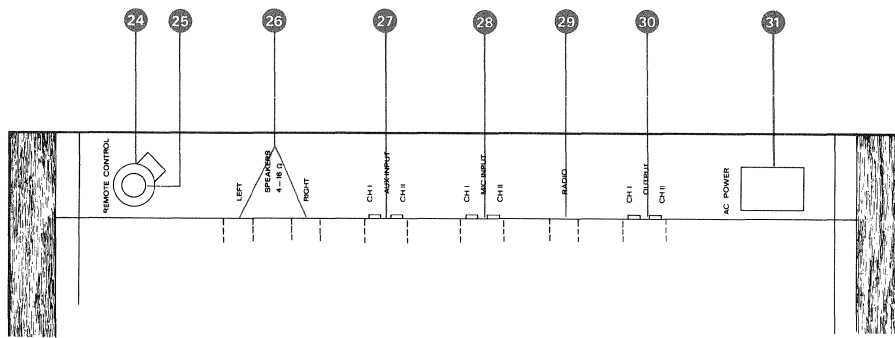 24 25 26 27 28 29 30 31
REMOTE CONTROL
LEFT
SPEAKERS
4 – 16 Ω
RIGHT
CH I
AUX INPUT
CH II
CH I
MIC INPUT
CH II
RADIO
CH I
OUTPUT
CH II
AC POWER